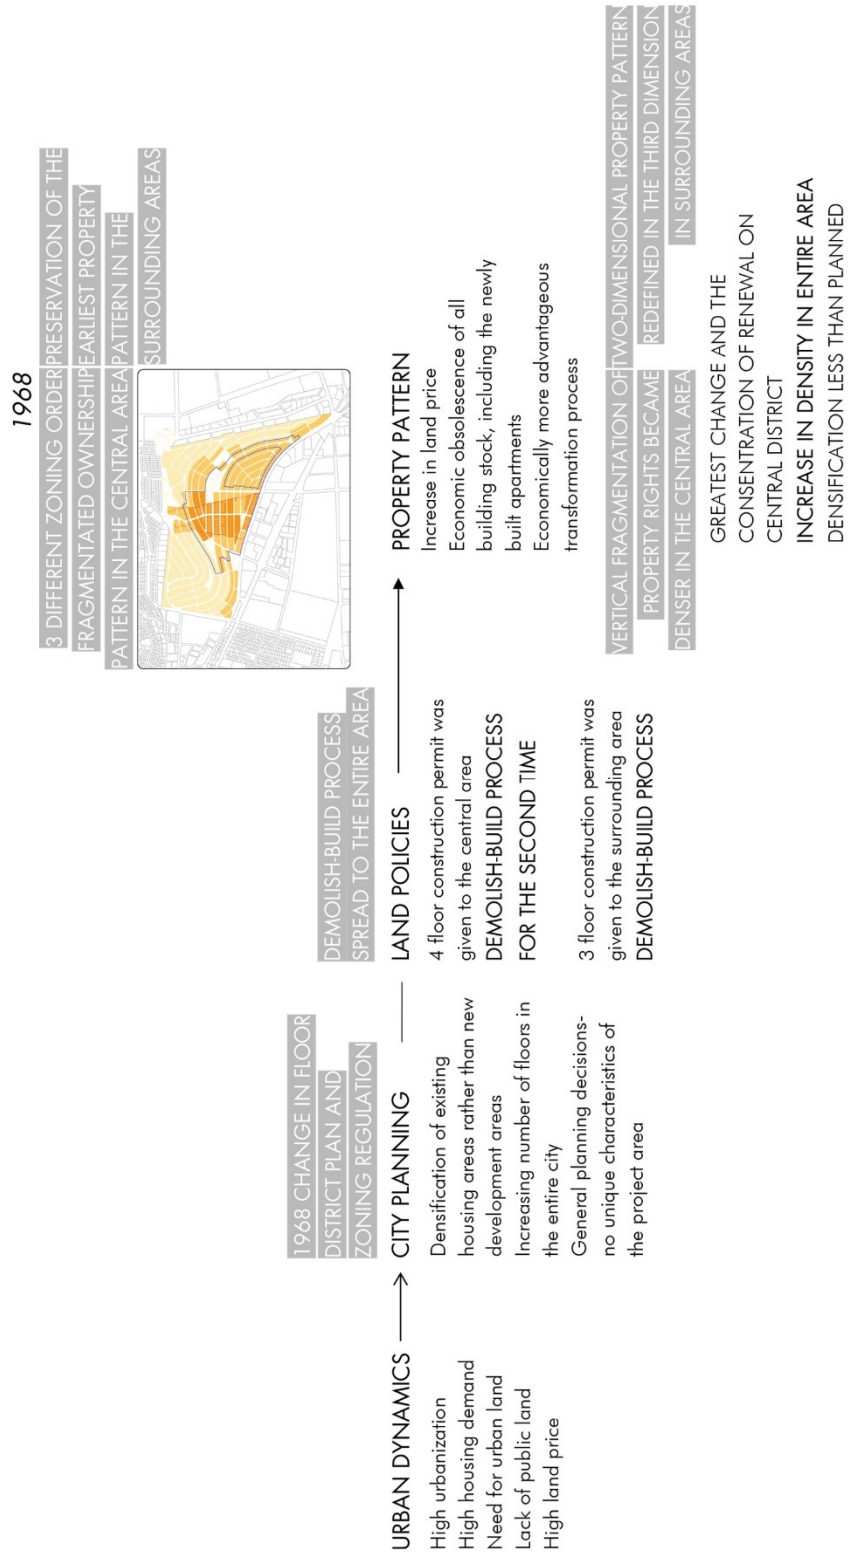 1968
3 DIFFERENT ZONING ORDER
FRAGMENTATED OWNERSHIP
PATTERN IN THE CENTRAL AREA
PRESERVATION OF THE
EARLIEST PROPERTY
PATTERN IN THE
SURROUNDING AREAS
1968 CHANGE IN FLOOR
DISTRICT PLAN AND
ZONING REGULATION
DEMOLISH-BUILD PROCESS
SPREAD TO THE ENTIRE AREA
URBAN DYNAMICS
High urbanization
High housing demand
Need for urban land
Lack of public land
High land price
CITY PLANNING
Densification of existing
housing areas rather than new
development areas
Increasing number of floors in
the entire city
General planning decisions-
no unique characteristics of
the project area
LAND POLICIES
4 floor construction permit was
given to the central area
DEMOLISH-BUILD PROCESS
FOR THE SECOND TIME
3 floor construction permit was
given to the surrounding area
DEMOLISH-BUILD PROCESS
PROPERTY PATTERN
Increase in land price
Economic obsolescence of all
building stock, including the newly
built apartments
Economically more advantageous
transformation process
VERTICAL FRAGMENTATION OF
PROPERTY RIGHTS BECAME
DENSER IN THE CENTRAL AREA
TWO-DIMENSIONAL PROPERTY PATTERN
REDEFINED IN THE THIRD DIMENSION
IN SURROUNDING AREAS
GREATEST CHANGE AND THE
CONSENTRATION OF RENEWAL ON
CENTRAL DISTRICT
INCREASE IN DENSITY IN ENTIRE AREA
DENSIFICATION LESS THAN PLANNED